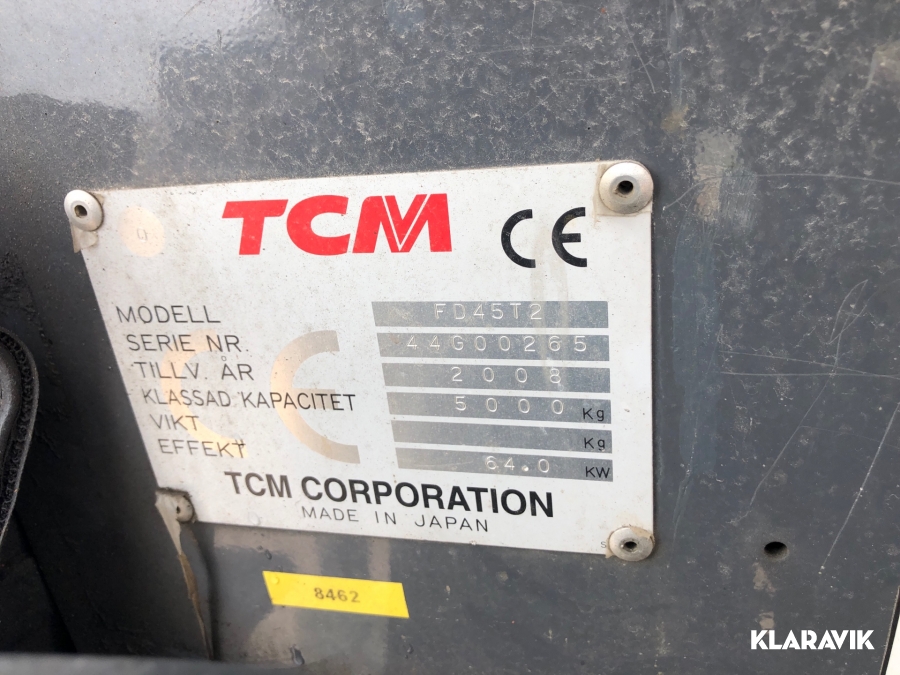 TCM CE
MODELL FD45T2
SERIE NR. 44G00265
TILLV. ÅR 2008
KLASSAD KAPACITET 5000 Kg
VIKT Kg
EFFEKT 64.0 KW
TCM CORPORATION
MADE IN JAPAN
8462
KLARAVIK